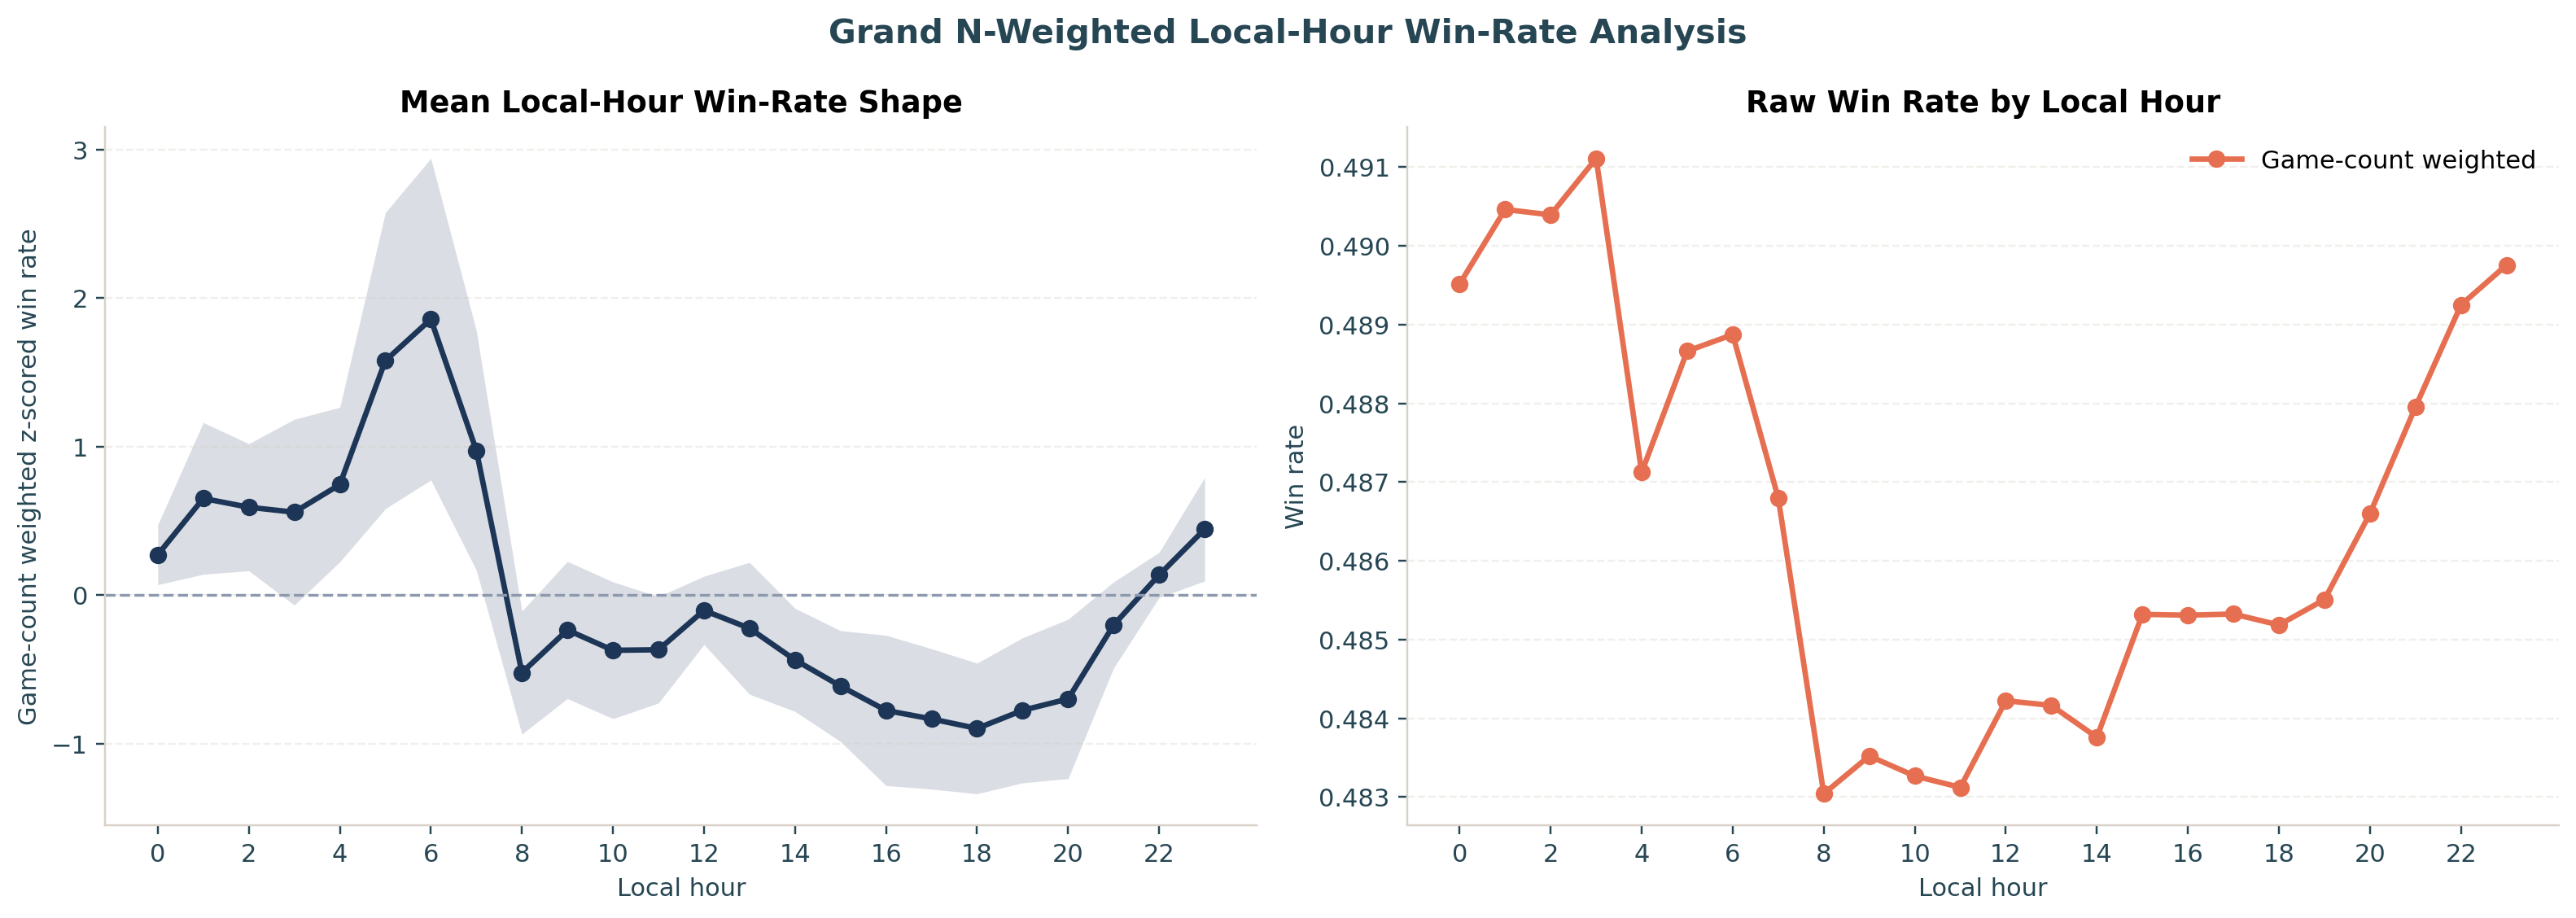 Grand N-Weighted Local-Hour Win-Rate Analysis
Mean Local-Hour Win-Rate Shape
Game-count weighted z-scored win rate
3
2
1
0
−1
0 2 4 6 8 10 12 14 16 18 20 22
Local hour
Raw Win Rate by Local Hour
Game-count weighted
Win rate
0.491
0.490
0.489
0.488
0.487
0.486
0.485
0.484
0.483
0 2 4 6 8 10 12 14 16 18 20 22
Local hour